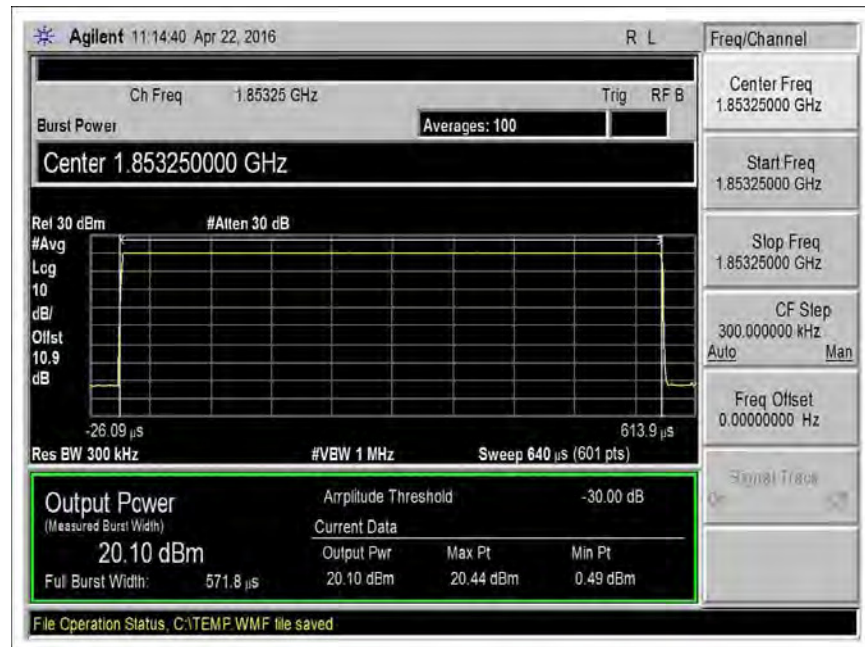 Agilent 11:14:40 Apr 22, 2016 R L
Freq/Channel
Ch Freq 1.85325 GHz Trig RF B
Burst Power Averages: 100
Center 1.853250000 GHz
Ref 30 dBm #Atten 30 dB
#Avg
Log
10
dB/
Offst
10.9
dB
-26.09 µS 613.9 µS
Res BW 300 kHz #VBW 1 MHz Sweep 640 µs (601 pts)
Output Power
(Measured Burst Width)
20.10 dBm
Full Burst Width: 571.8 µS
Amplitude Threshold -30.00 dB
Current Data
Output Pwr Max Pt Min Pt
20.10 dBm 20.44 dBm 0.49 dBm
File Operation Status, C:\TEMP.WMF file saved
Center Freq
1.85325000 GHz
Start Freq
1.85325000 GHz
Stop Freq
1.85325000 GHz
CF Step
300.000000 kHz
Auto Man
Freq Offset
0.00000000 Hz
Signal Track
On Off